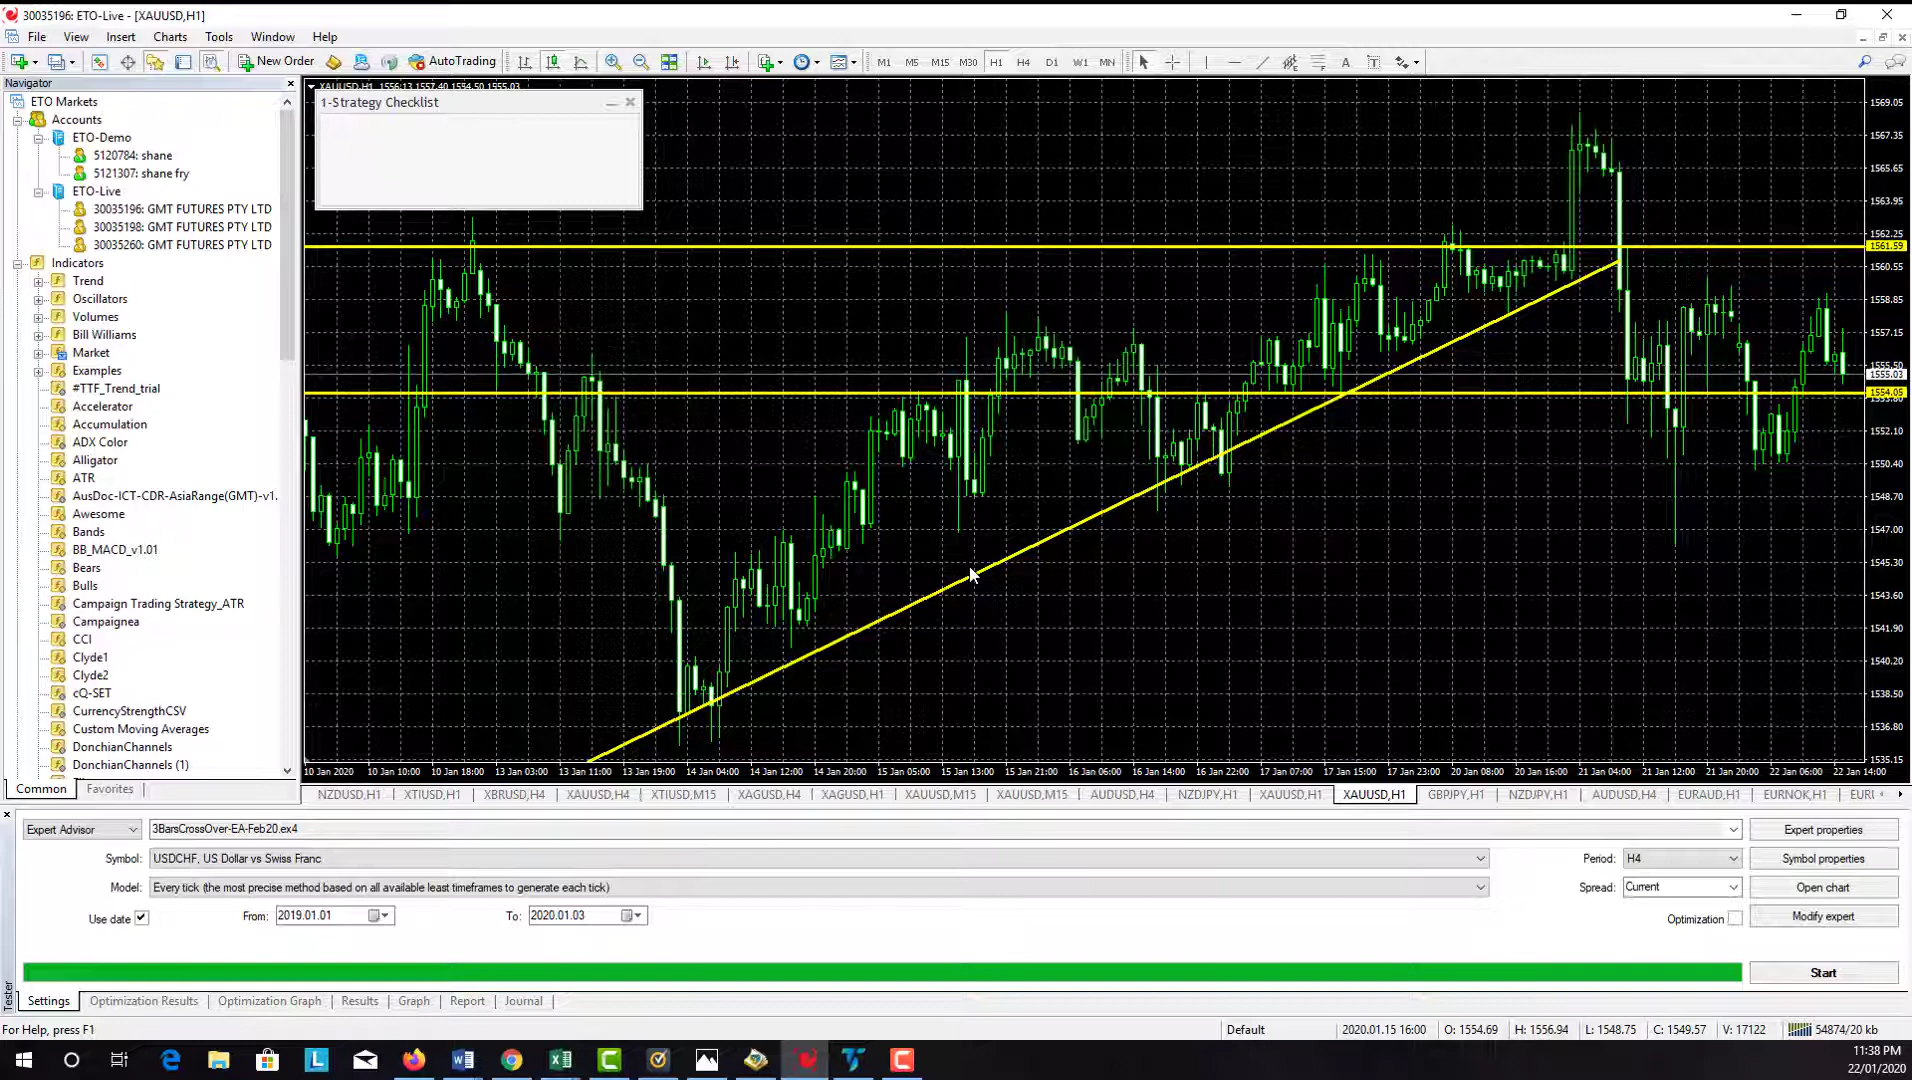 30035196: ETO-Live - [XAUUSD,H1]
File View Insert Charts Tools Window Help
New Order AutoTrading M1 M5 M15 M30 H1 H4 D1 W1 MN A T
Navigator
ETO Markets
Accounts
ETO-Demo
5120784: shane
5121307: shane fry
ETO-Live
30035196: GMT FUTURES PTY LTD
30035198: GMT FUTURES PTY LTD
30035260: GMT FUTURES PTY LTD
Indicators
Trend
Oscillators
Volumes
Bill Williams
Market
Examples
#TTF_Trend_trial
Accelerator
Accumulation
ADX Color
Alligator
ATR
AusDoc-ICT-CDR-AsiaRange(GMT)-v1.
Awesome
Bands
BB_MACD_v1.01
Bears
Bulls
Campaign Trading Strategy_ATR
Campaignea
CCI
Clyde1
Clyde2
cQ-SET
CurrencyStrengthCSV
Custom Moving Averages
DonchianChannels
DonchianChannels (1)
Common Favorites
XAUUSD,H1 1556.13 1557.40 1554.50 1555.03
1-Strategy Checklist
1569.05
1567.35
1565.65
1563.95
1562.25
1561.59
1560.55
1558.85
1557.15
1555.50
1555.03
1554.05
1552.10
1550.40
1548.70
1547.00
1545.30
1543.60
1541.90
1540.20
1538.50
1536.80
1535.15
10 Jan 2020 10 Jan 10:00 10 Jan 18:00 13 Jan 03:00 13 Jan 11:00 13 Jan 19:00 14 Jan 04:00 14 Jan 12:00 14 Jan 20:00 15 Jan 05:00 15 Jan 13:00 15 Jan 21:00 16 Jan 06:00 16 Jan 14:00 16 Jan 22:00 17 Jan 07:00 17 Jan 15:00 17 Jan 23:00 20 Jan 08:00 20 Jan 16:00 21 Jan 04:00 21 Jan 12:00 21 Jan 20:00 22 Jan 06:00 22 Jan 14:00
NZDUSD,H1 XTIUSD,H1 XBRUSD,H4 XAUUSD,H4 XTIUSD,M15 XAGUSD,H4 XAGUSD,H1 XAUUSD,M15 XAUUSD,M15 AUDUSD,H4 NZDJPY,H1 XAUUSD,H1 XAUUSD,H1 GBPJPY,H1 NZDJPY,H1 AUDUSD,H4 EURAUD,H1 EURNOK,H1 EURI
Expert Advisor 3BarsCrossOver-EA-Feb20.ex4 Expert properties
Symbol: USDCHF, US Dollar vs Swiss Franc Period: H4 Symbol properties
Model: Every tick (the most precise method based on all available least timeframes to generate each tick) Spread: Current Open chart
Use date From: 2019.01.01 To: 2020.01.03 Optimization Modify expert
Start
Tester
Settings Optimization Results Optimization Graph Results Graph Report Journal
For Help, press F1 Default 2020.01.15 16:00 O: 1554.69 H: 1556.94 L: 1548.75 C: 1549.57 V: 17122 54874/20 kb
11:38 PM
22/01/2020